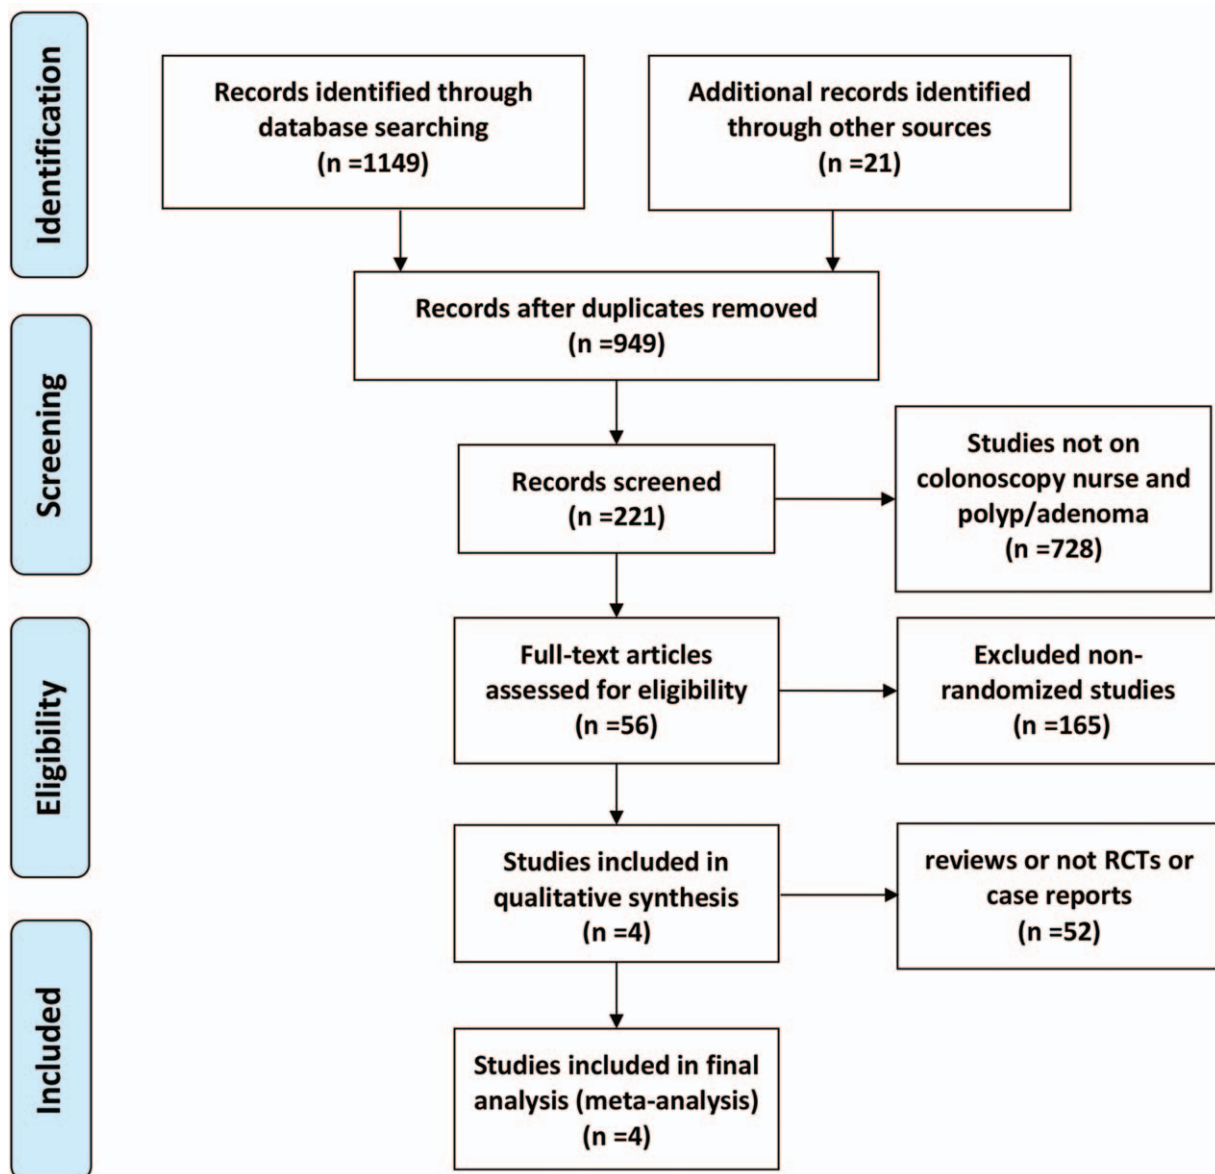 Identification
Records identified through
database searching
(n =1149)
Additional records identified
through other sources
(n =21)
Records after duplicates removed
(n =949)
Screening
Records screened
(n =221)
Studies not on
colonoscopy nurse and
polyp/adenoma
(n =728)
Eligibility
Full-text articles
assessed for eligibility
(n =56)
Excluded non-
randomized studies
(n =165)
Studies included in
qualitative synthesis
(n =4)
reviews or not RCTs or
case reports
(n =52)
Included
Studies included in final
analysis (meta-analysis)
(n =4)